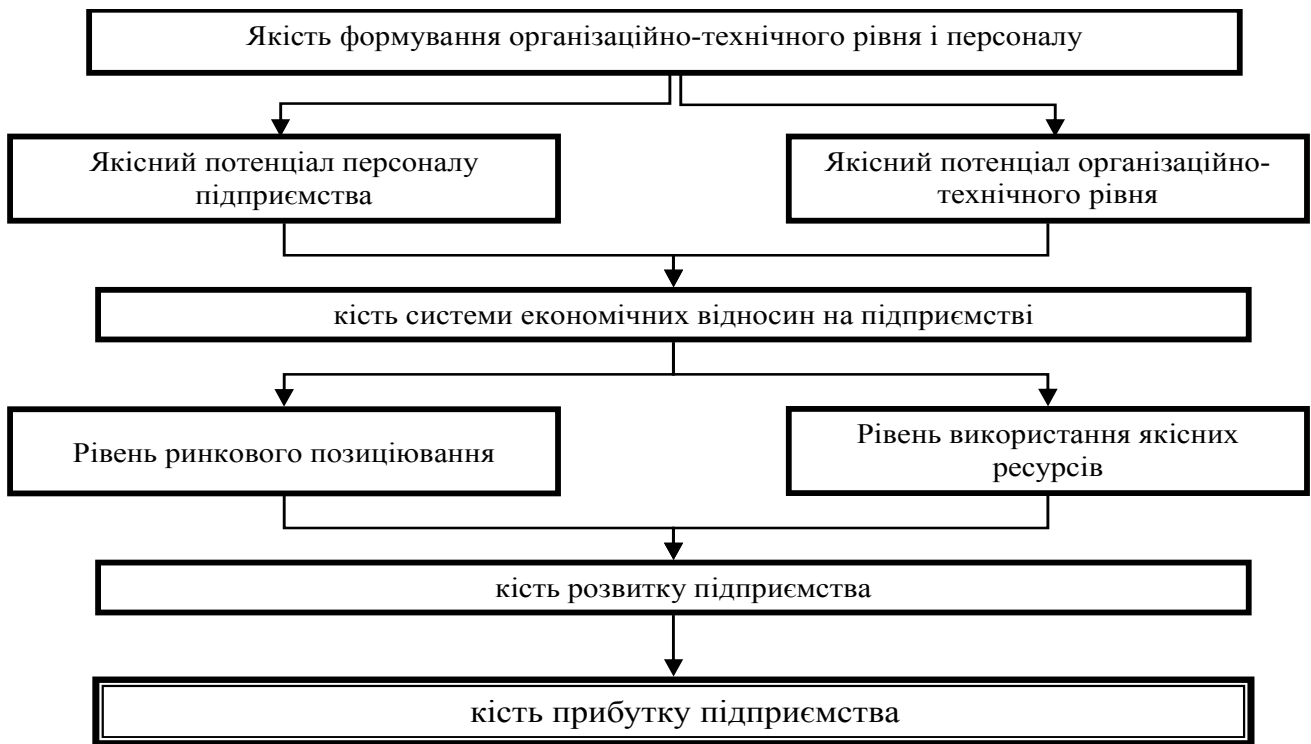 Якість формування організаційно-технічного рівня і персоналу
Якісний потенціал персоналу
підприємства
Якісний потенціал організаційно-
технічного рівня
кість системи економічних відносин на підприємстві
Рівень ринкового позиціювання
Рівень використання якісних
ресурсів
кість розвитку підприємства
кість прибутку підприємства